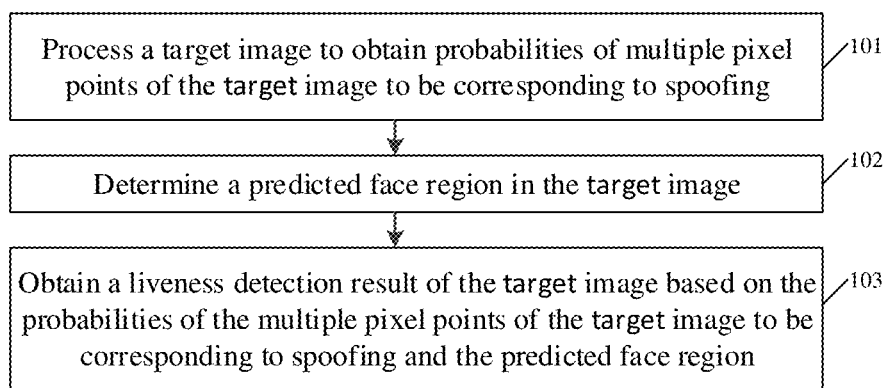 Process a target image to obtain probabilities of multiple pixel
points of the target image to be corresponding to spoofing
101
Determine a predicted face region in the target image
102
Obtain a liveness detection result of the target image based on the
probabilities of the multiple pixel points of the target image to be
corresponding to spoofing and the predicted face region
103